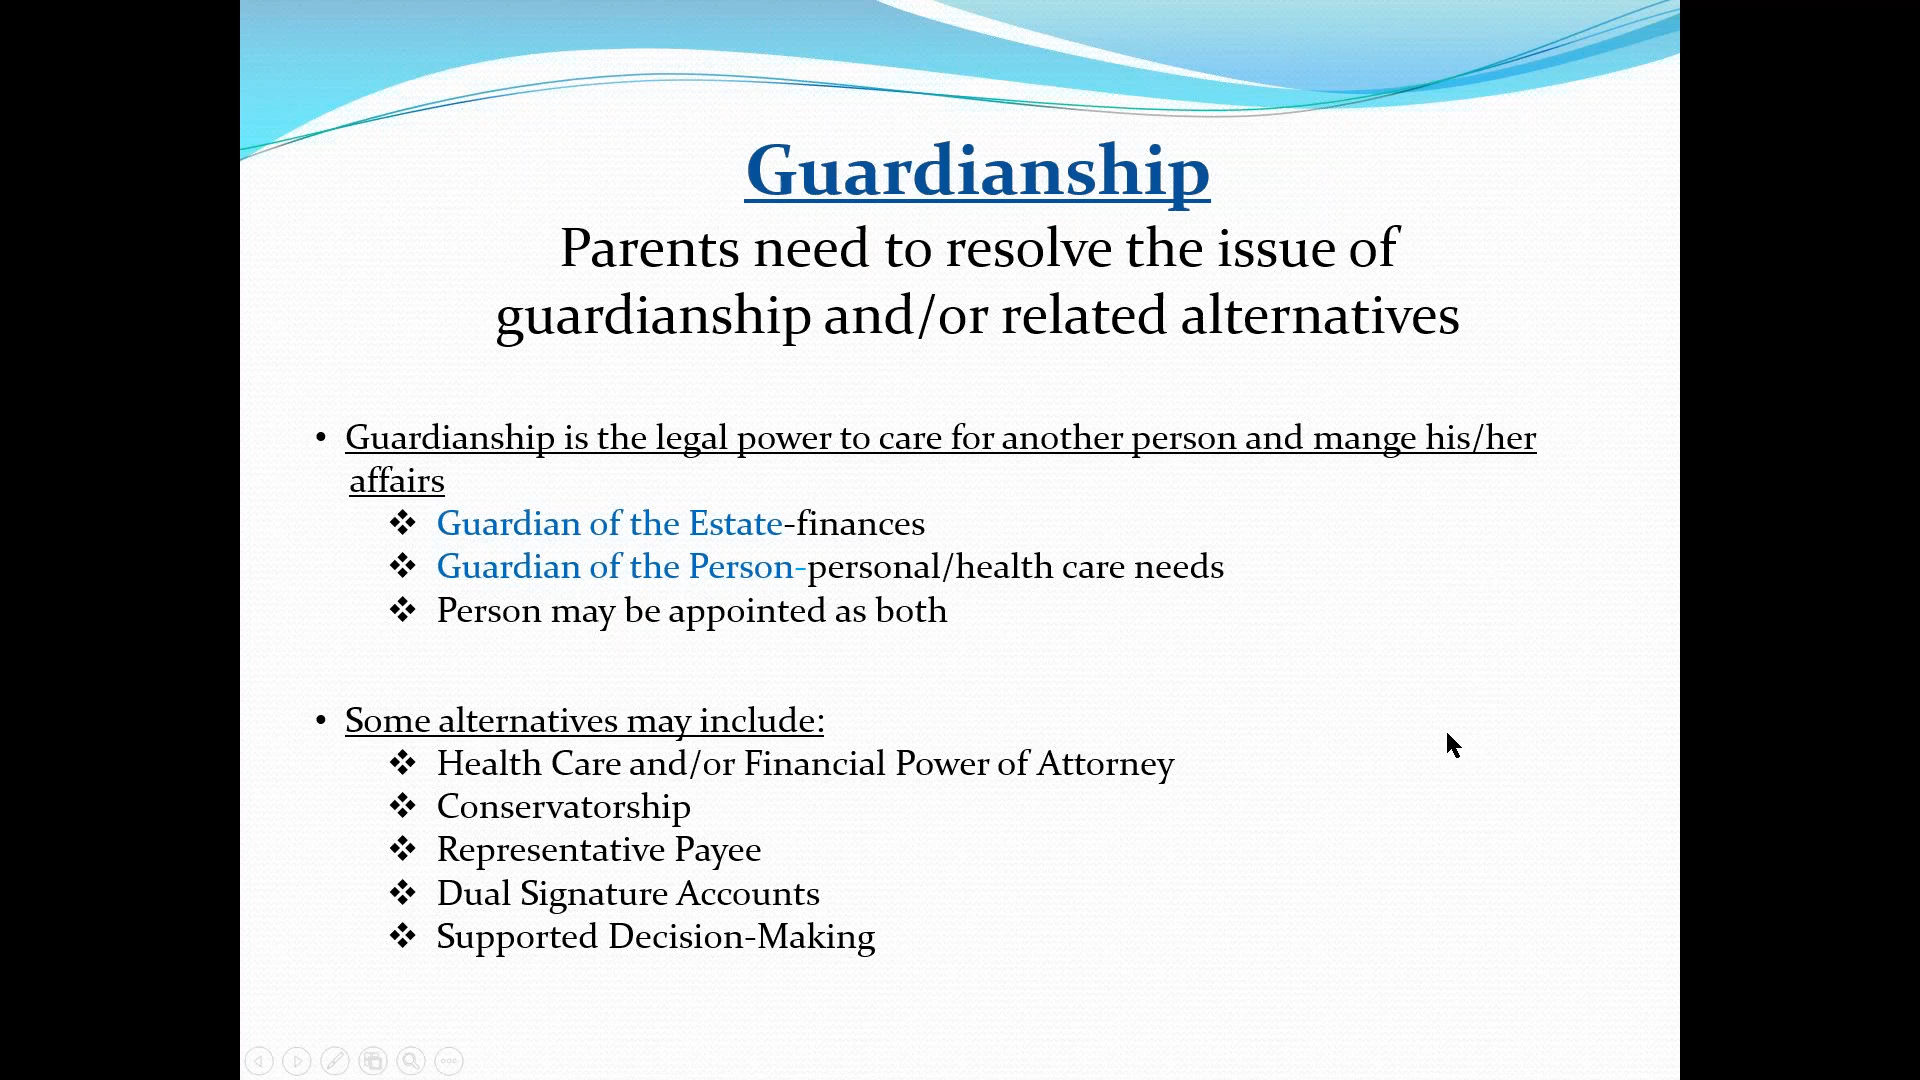 Guardianship
Parents need to resolve the issue of
guardianship and/or related alternatives
• Guardianship is the legal power to care for another person and mange his/her
affairs
❖ Guardian of the Estate-finances
❖ Guardian of the Person-personal/health care needs
❖ Person may be appointed as both
• Some alternatives may include:
❖ Health Care and/or Financial Power of Attorney
❖ Conservatorship
❖ Representative Payee
❖ Dual Signature Accounts
❖ Supported Decision-Making